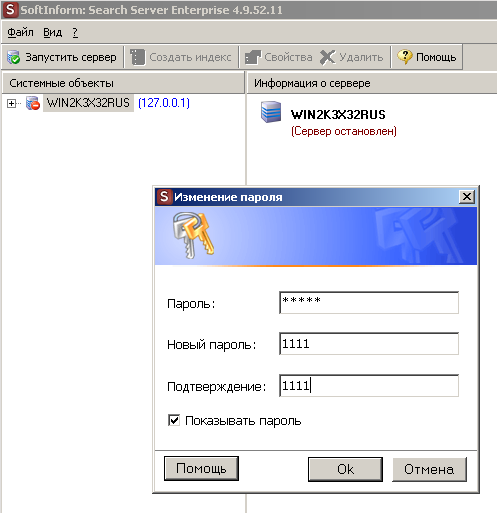 SoftInform: Search Server Enterprise 4.9.52.11
Файл Вид ?
Запустить сервер Создать индекс Свойства Удалить Помощь
Системные объекты Информация о сервере
WIN2K3X32RUS (127.0.0.1)
WIN2K3X32RUS
(Сервер остановлен)
Изменение пароля
Пароль: *****
Новый пароль: 1111
Подтверждение: 1111
Показывать пароль
Помощь Ok Отмена